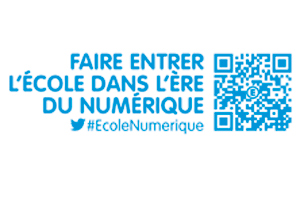 FAIRE ENTRER
L'ÉCOLE DANS L'ÈRE
DU NUMÉRIQUE
#EcoleNumerique